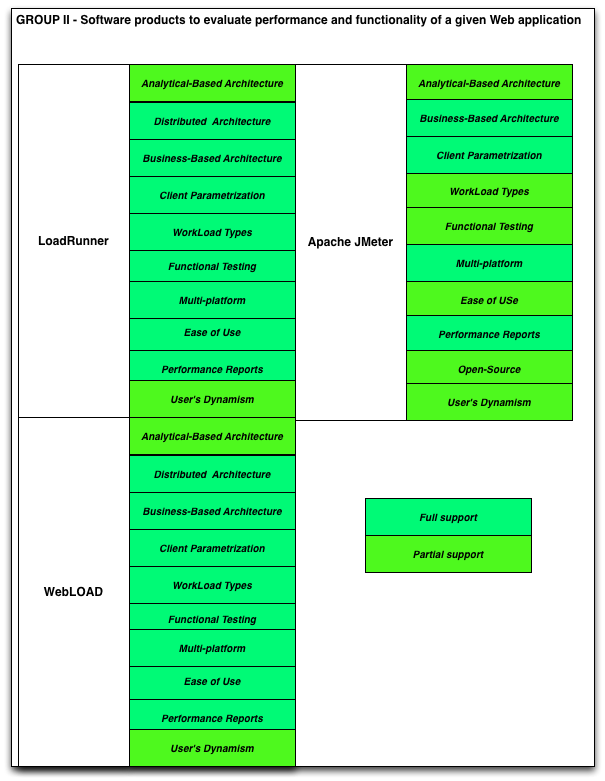 GROUP II - Software products to evaluate performance and functionality of a given Web application
LoadRunner
Analytical-Based Architecture
Distributed Architecture
Business-Based Architecture
Client Parametrization
WorkLoad Types
Functional Testing
Multi-platform
Ease of Use
Performance Reports
User's Dynamism
Apache JMeter
Analytical-Based Architecture
Business-Based Architecture
Client Parametrization
WorkLoad Types
Functional Testing
Multi-platform
Ease of USe
Performance Reports
Open-Source
User's Dynamism
WebLOAD
Analytical-Based Architecture
Distributed Architecture
Business-Based Architecture
Client Parametrization
WorkLoad Types
Functional Testing
Multi-platform
Ease of Use
Performance Reports
User's Dynamism
Full support
Partial support